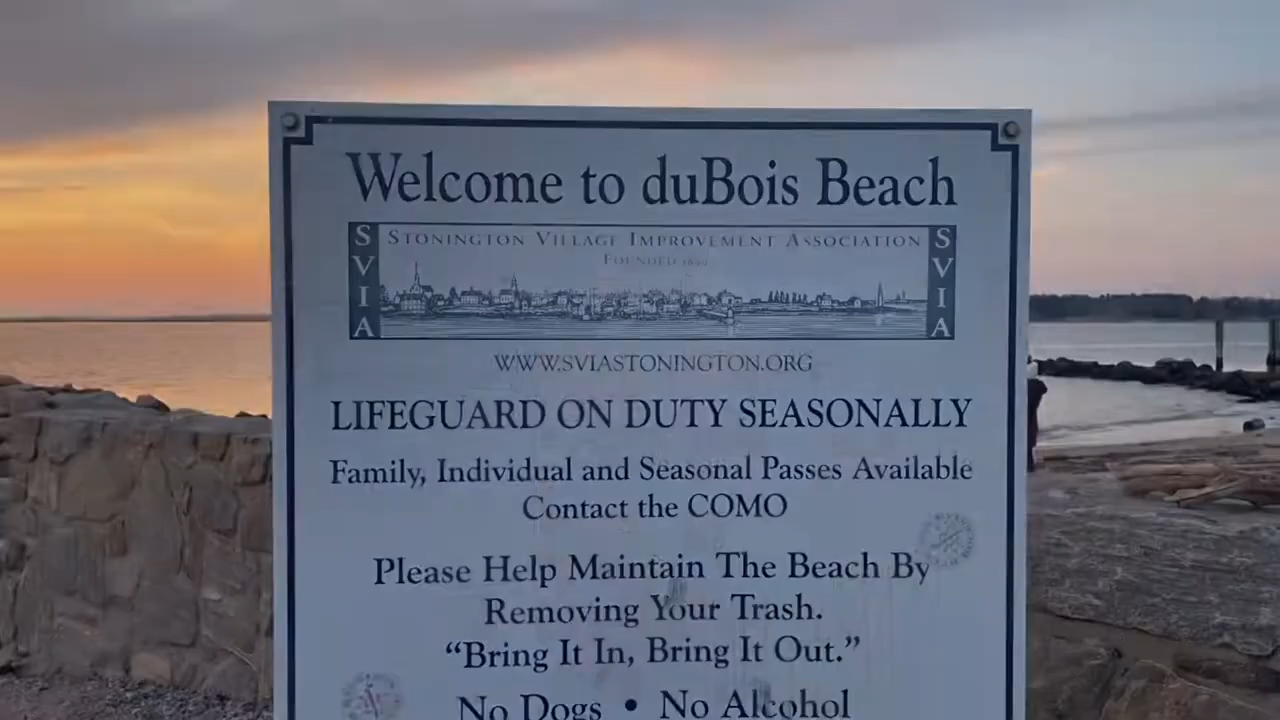 Welcome to duBois Beach
SVIA
STONINGTON VILLAGE IMPROVEMENT ASSOCIATION
FOUNDED
SVIA
WWW.SVIASTONINGTON.ORG
LIFEGUARD ON DUTY SEASONALLY
Family, Individual and Seasonal Passes Available
Contact the COMO
Please Help Maintain The Beach By
Removing Your Trash.
“Bring It In, Bring It Out.”
No Dogs • No Alcohol